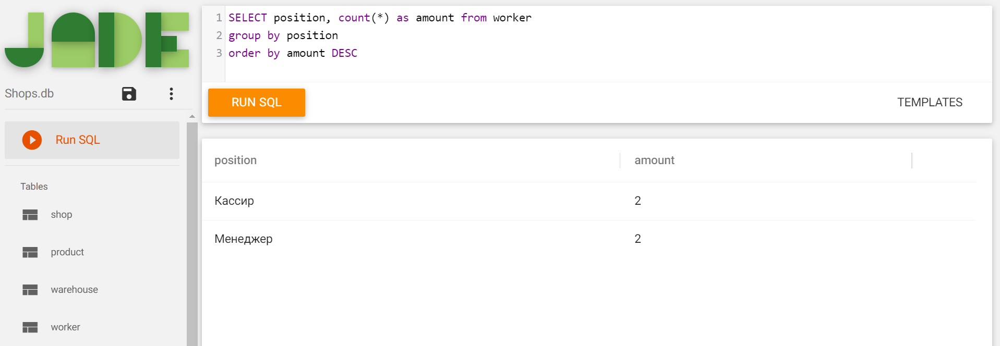 JADE
Shops.db
Run SQL
Tables
shop
product
warehouse
worker
1 SELECT position, count(*) as amount from worker
2 group by position
3 order by amount DESC
RUN SQL
TEMPLATES
position amount
Кассир 2
Менеджер 2